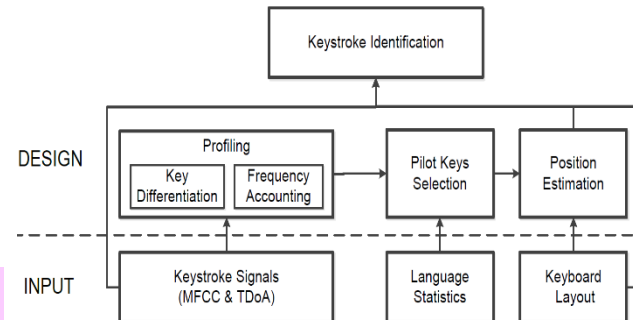 Keystroke Identification
DESIGN
Profiling
Key
Differentiation
Frequency
Accounting
Pilot Keys
Selection
Position
Estimation
INPUT
Keystroke Signals
(MFCC & TDoA)
Language
Statistics
Keyboard
Layout